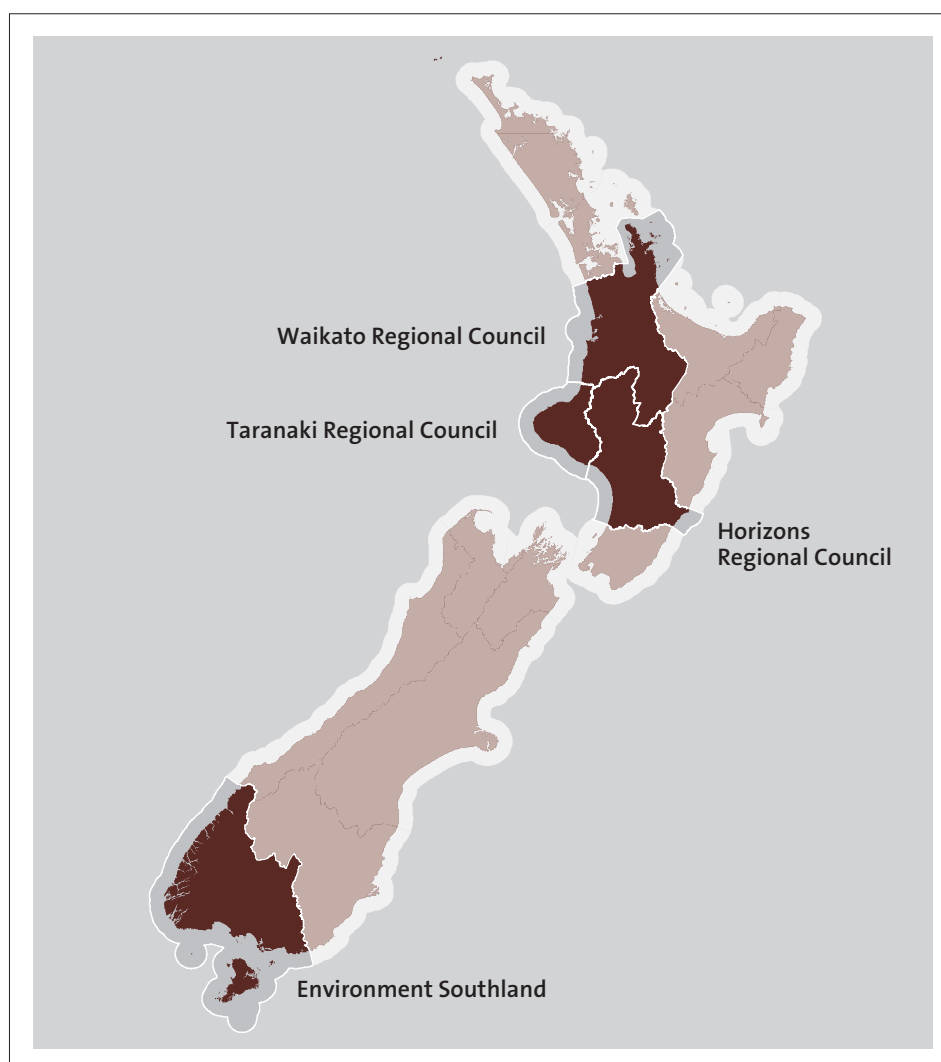 Waikato Regional Council
Taranaki Regional Council
Horizons
Regional Council
Environment Southland